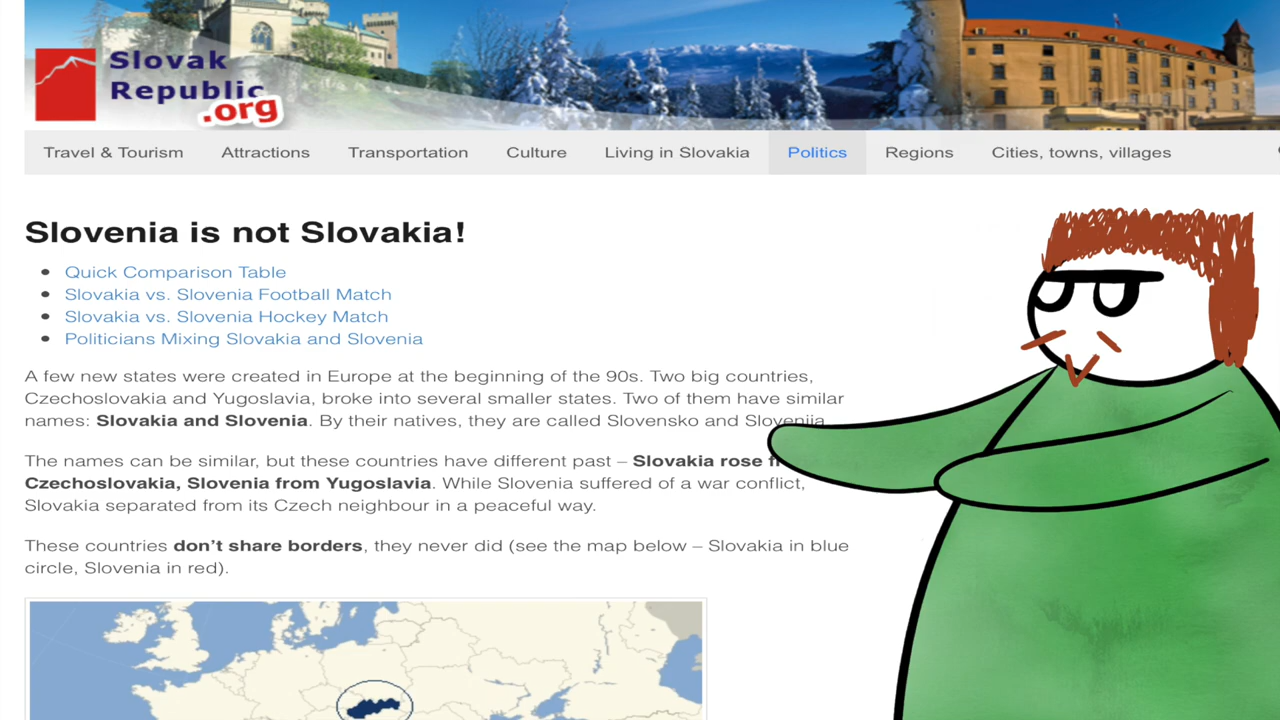 Slovak
Republic
.org
Travel & Tourism Attractions Transportation Culture Living in Slovakia Politics Regions Cities, towns, villages
Slovenia is not Slovakia!
Quick Comparison Table
Slovakia vs. Slovenia Football Match
Slovakia vs. Slovenia Hockey Match
Politicians Mixing Slovakia and Slovenia
A few new states were created in Europe at the beginning of the 90s. Two big countries,
Czechoslovakia and Yugoslavia, broke into several smaller states. Two of them have similar
names: Slovakia and Slovenia. By their natives, they are called Slovensko and Slovenija.
The names can be similar, but these countries have different past – Slovakia rose
Czechoslovakia, Slovenia from Yugoslavia. While Slovenia suffered of a war conflict,
Slovakia separated from its Czech neighbour in a peaceful way.
These countries don't share borders, they never did (see the map below – Slovakia in blue
circle, Slovenia in red).